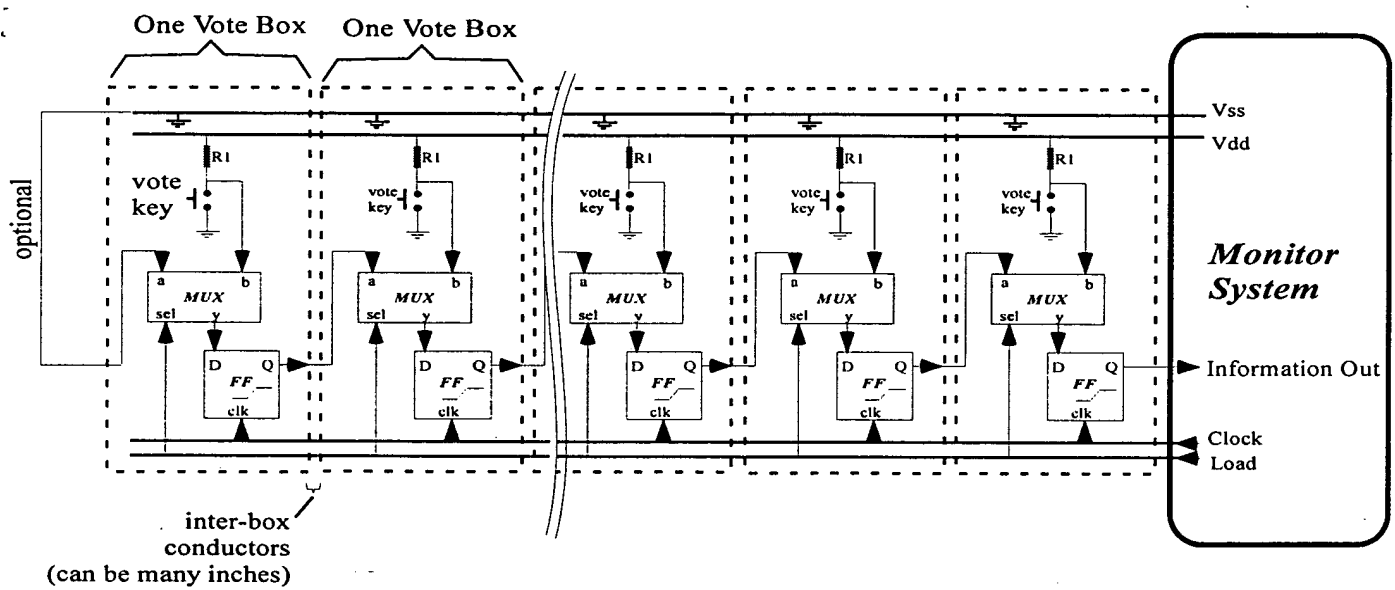 One Vote Box
One Vote Box
Vss
Vdd
R1
R1
R1
R1
R1
vote
key
vote
key
vote
key
vote
key
vote
key
optional
Monitor
System
a b
MUX
sel y
a b
MUX
sel y
a b
MUX
sel y
a b
MUX
sel y
a b
MUX
sel y
D Q
FF
clk
D Q
FF
clk
D Q
FF
clk
D Q
FF
clk
D Q
FF
clk
Information Out
Clock
Load
inter-box
conductors
(can be many inches)